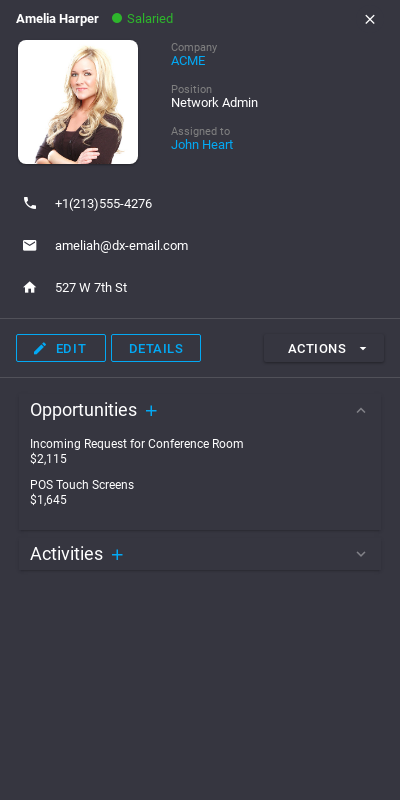 Amelia Harper Salaried
Company
ACME
Position
Network Admin
Assigned to
John Heart
+1(213)555-4276
ameliah@dx-email.com
527 W 7th St
EDIT DETAILS ACTIONS
Opportunities +
Incoming Request for Conference Room
$2,115
POS Touch Screens
$1,645
Activities +